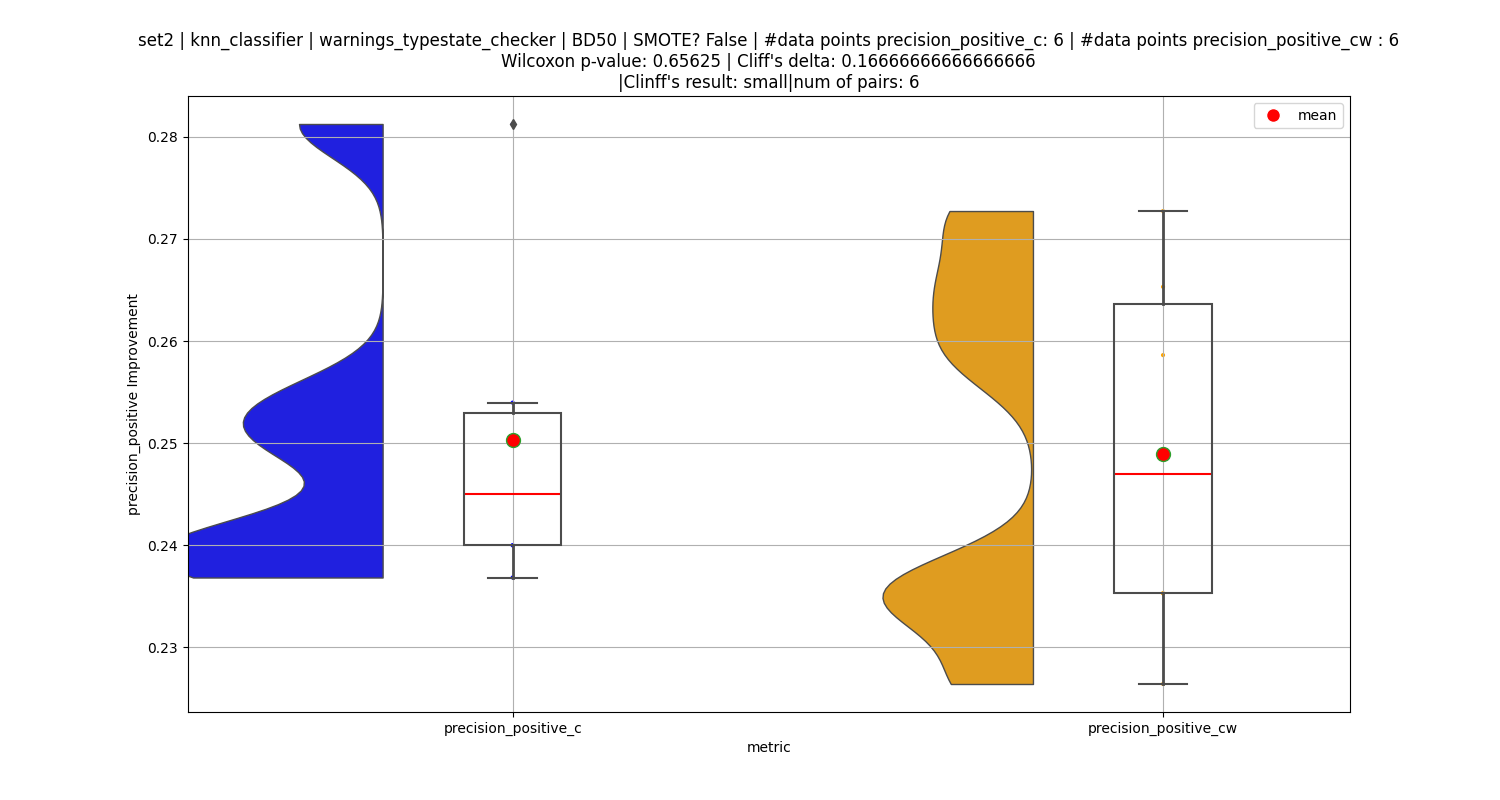 set2 | knn_classifier | warnings_typestate_checker | BD50 | SMOTE? False | #data points precision_positive_c: 6 | #data points precision_positive_cw : 6
Wilcoxon p-value: 0.65625 | Cliff's delta: 0.16666666666666666
|Clinff's result: small|num of pairs: 6
mean
0.28
0.27
0.26
0.25
0.24
0.23
precision_positive Improvement
precision_positive_c
precision_positive_cw
metric